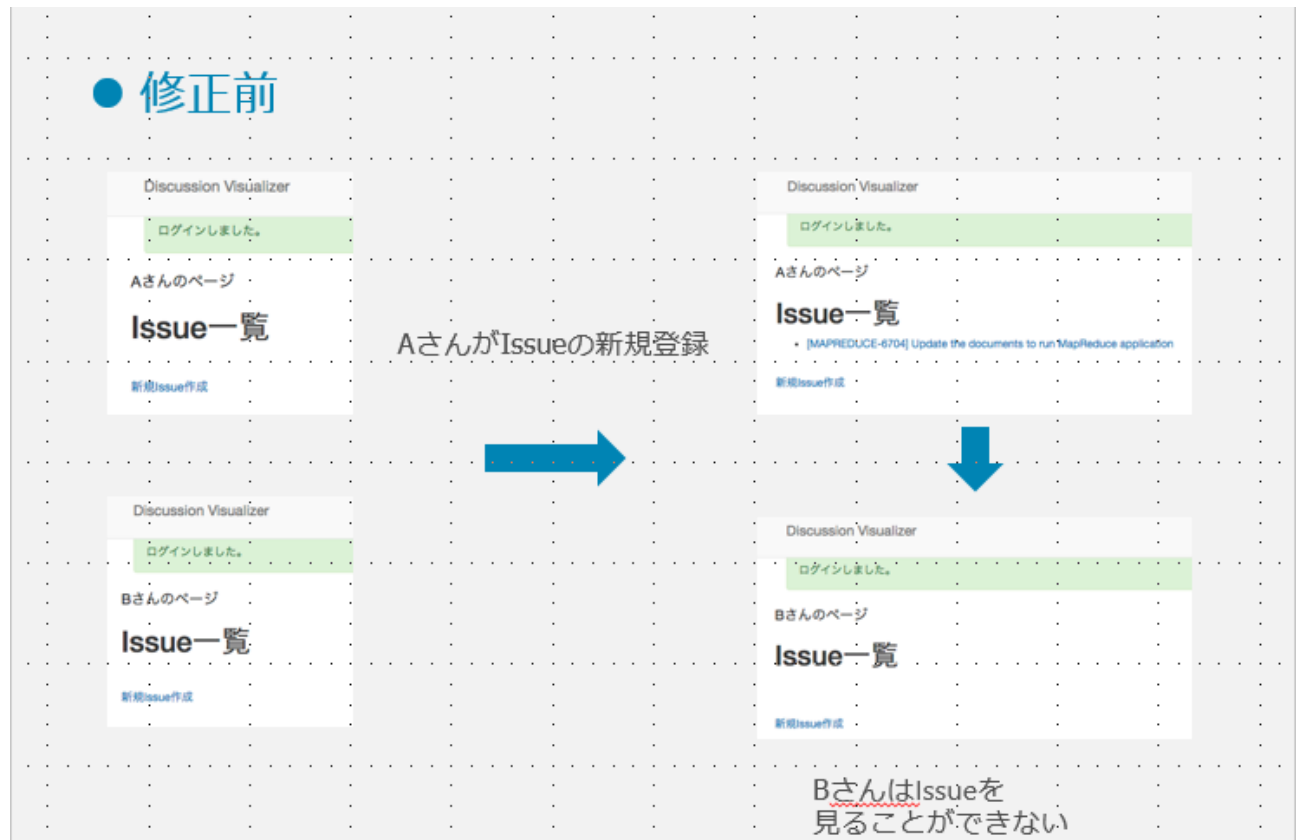 ● 修正前
Discussion Visualizer
ログインしました。
Aさんのページ
Issue一覧
新規Issue作成
AさんがIssueの新規登録
Discussion Visualizer
ログインしました。
Aさんのページ
Issue一覧
• [MAPREDUCE-6704] Update the documents to run MapReduce application
新規Issue作成
Discussion Visualizer
ログインしました。
Bさんのページ
Issue一覧
新規Issue作成
Discussion Visualizer
ログインしました。
Bさんのページ
Issue一覧
新規Issue作成
BさんはIssueを
見ることができない